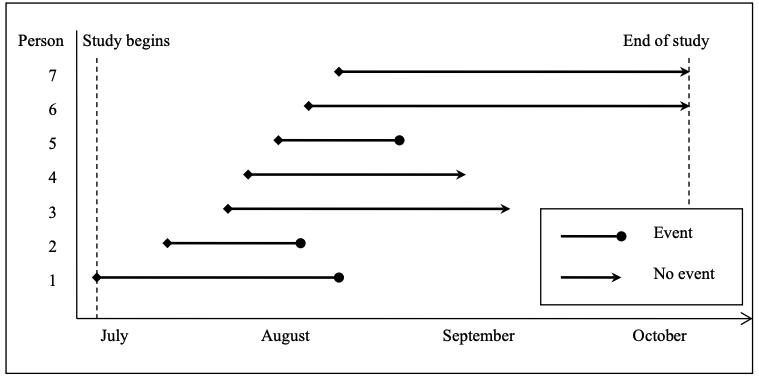 Person
Study begins
End of study
7
6
5
4
3
2
1
Event
No event
July
August
September
October